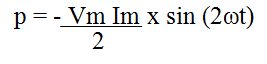 p = - Vm Im x sin (2ωt)
2